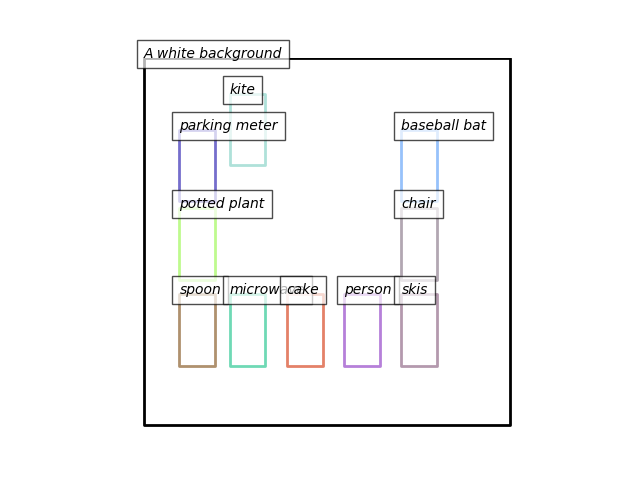 A white background
kite
parking meter
baseball bat
potted plant
chair
spoon
microwave
cake
person
skis